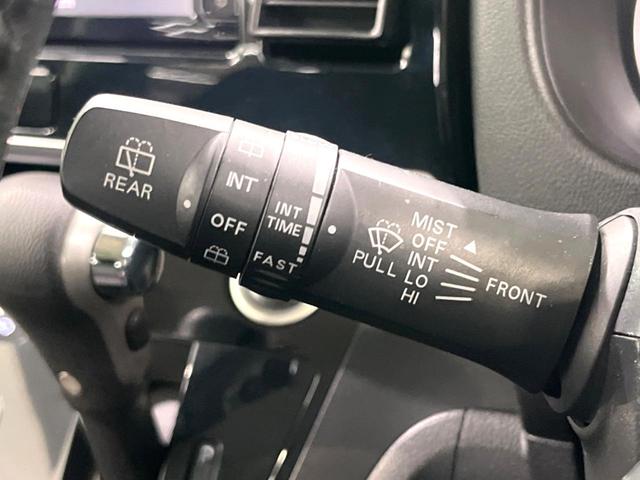 REAR
INT
OFF
INT
TIME
FAST
PULL
MIST
OFF
INT
LO
HI
FRONT